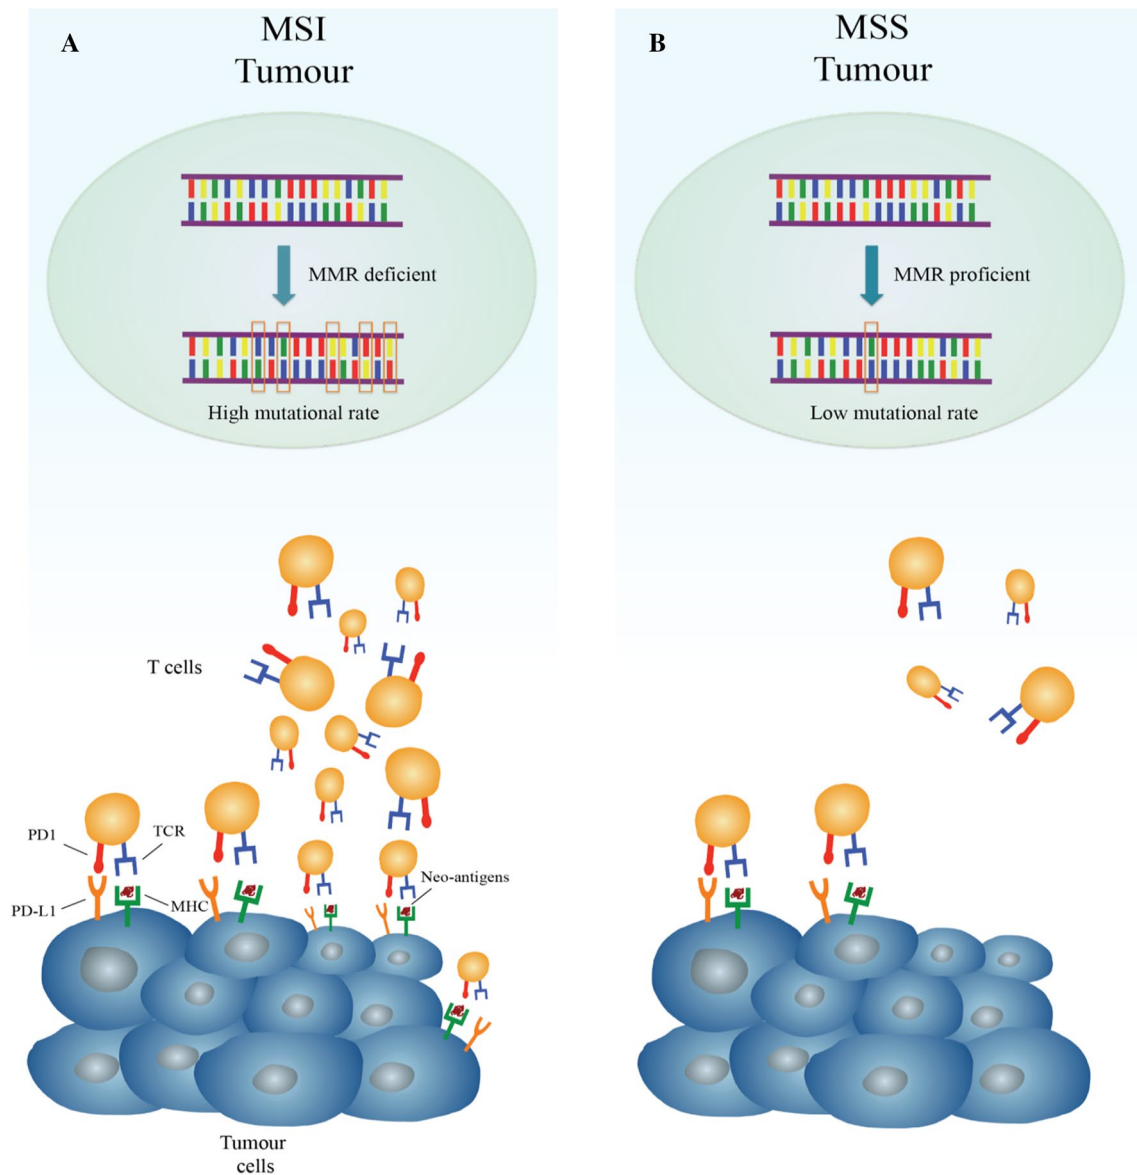 A
MSI
Tumour
MMR deficient
High mutational rate
T cells
PD1
TCR
Neo-antigens
PD-L1
MHC
Tumour
cells
B
MSS
Tumour
MMR proficient
Low mutational rate